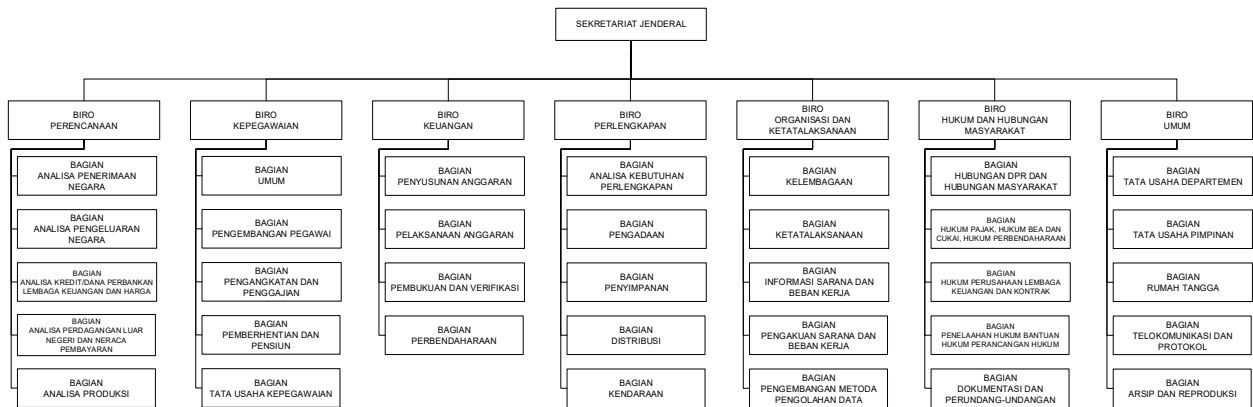 SEKRETARIAT JENDERAL
BIRO
PERENCANAAN
BAGIAN
ANALISA PENERIMAAN
NEGARA
BAGIAN
ANALISA PENGELUARAN
NEGARA
BAGIAN
ANALISA KREDIT/DANA PERBANKAN
LEMBAGA KEUANGAN DAN HARGA
BAGIAN
ANALISA PERDAGANGAN LUAR
NEGERI DAN NERACA
PEMBAYARAN
BAGIAN
ANALISA PRODUKSI
BIRO
KEPEGAWAIAN
BAGIAN
UMUM
BAGIAN
PENGEMBANGAN PEGAWAI
BAGIAN
PENGANGKATAN DAN
PENGGAJIAN
BAGIAN
PEMBERHENTIAN DAN
PENSIUN
BAGIAN
TATA USAHA KEPEGAWAIAN
BIRO
KEUANGAN
BAGIAN
PENYUSUNAN ANGGARAN
BAGIAN
PELAKSANAAN ANGGARAN
BAGIAN
PEMBUKUAN DAN VERIFIKASI
BAGIAN
PERBENDAHARAAN
BIRO
PERLENGKAPAN
BAGIAN
ANALISA KEBUTUHAN
PERLENGKAPAN
BAGIAN
PENGADAAN
BAGIAN
PENYIMPANAN
BAGIAN
DISTRIBUSI
BAGIAN
KENDARAAN
BIRO
ORGANISASI DAN
KETATALAKSANAAN
BAGIAN
KELEMBAGAAN
BAGIAN
KETATALAKSANAAN
BAGIAN
INFORMASI SARANA DAN
BEBAN KERJA
BAGIAN
PENGAKUAN SARANA DAN
BEBAN KERJA
BAGIAN
PENGEMBANGAN METODA
PENGOLAHAN DATA
BIRO
HUKUM DAN HUBUNGAN
MASYARAKAT
BAGIAN
HUBUNGAN DPR DAN
HUBUNGAN MASYARAKAT
BAGIAN
HUKUM PAJAK, HUKUM BEA DAN
CUKAI, HUKUM PERBENDAHARAAN
BAGIAN
HUKUM PERUSAHAAN LEMBAGA
KEUANGAN DAN KONTRAK
BAGIAN
PENELAAHAN HUKUM BANTUAN
HUKUM PERANCANGAN HUKUM
BAGIAN
DOKUMENTASI DAN
PERUNDANG-UNDANGAN
BIRO
UMUM
BAGIAN
TATA USAHA DEPARTEMEN
BAGIAN
TATA USAHA PIMPINAN
BAGIAN
RUMAH TANGGA
BAGIAN
TELOKOMUNIKASI DAN
PROTOKOL
BAGIAN
ARSIP DAN REPRODUKSI